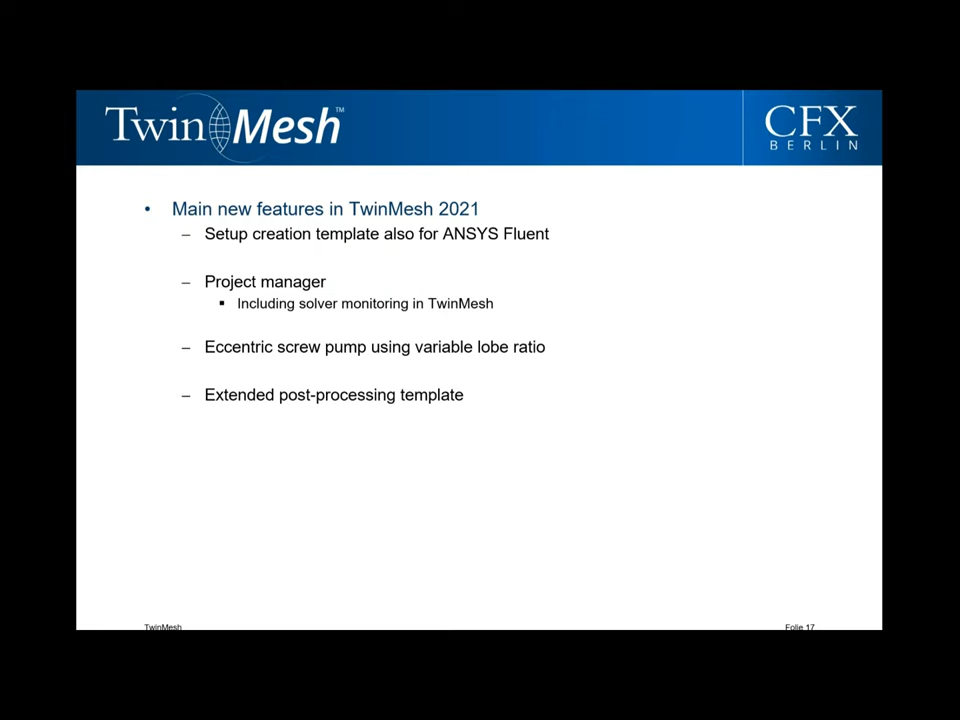 TwinMesh™
CFX
BERLIN
• Main new features in TwinMesh 2021
– Setup creation template also for ANSYS Fluent
– Project manager
▪ Including solver monitoring in TwinMesh
– Eccentric screw pump using variable lobe ratio
– Extended post-processing template
TwinMesh
Folie 17